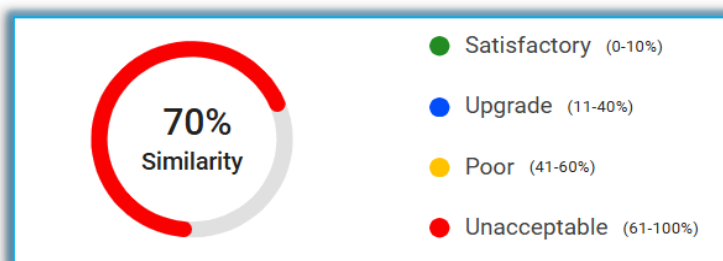 70%
Similarity
Satisfactory (0-10%)
Upgrade (11-40%)
Poor (41-60%)
Unacceptable (61-100%)